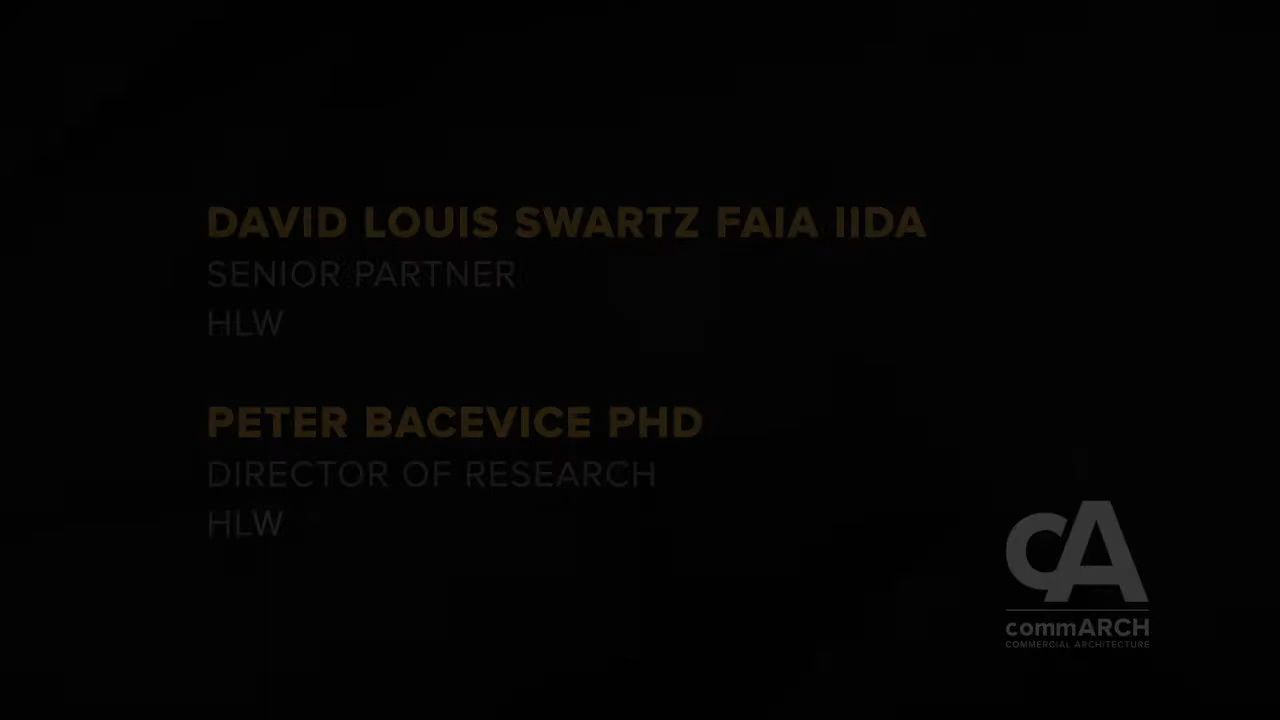 DAVID LOUIS SWARTZ FAIA IIDA
SENIOR PARTNER
HLW
PETER BACEVICE PHD
DIRECTOR OF RESEARCH
HLW
cA
commARCH
COMMERCIAL ARCHITECTURE